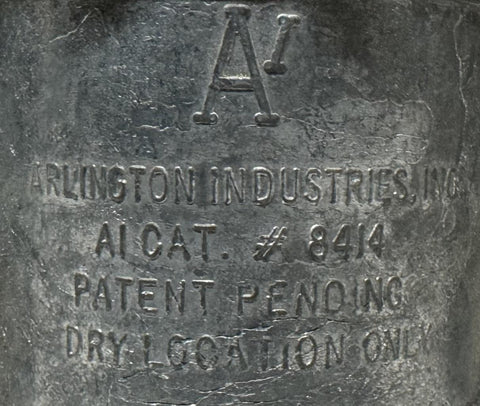 AI
ARLINGTON INDUSTRIES, INC.
AI CAT. # 8414
PATENT PENDING
DRY LOCATION ONLY